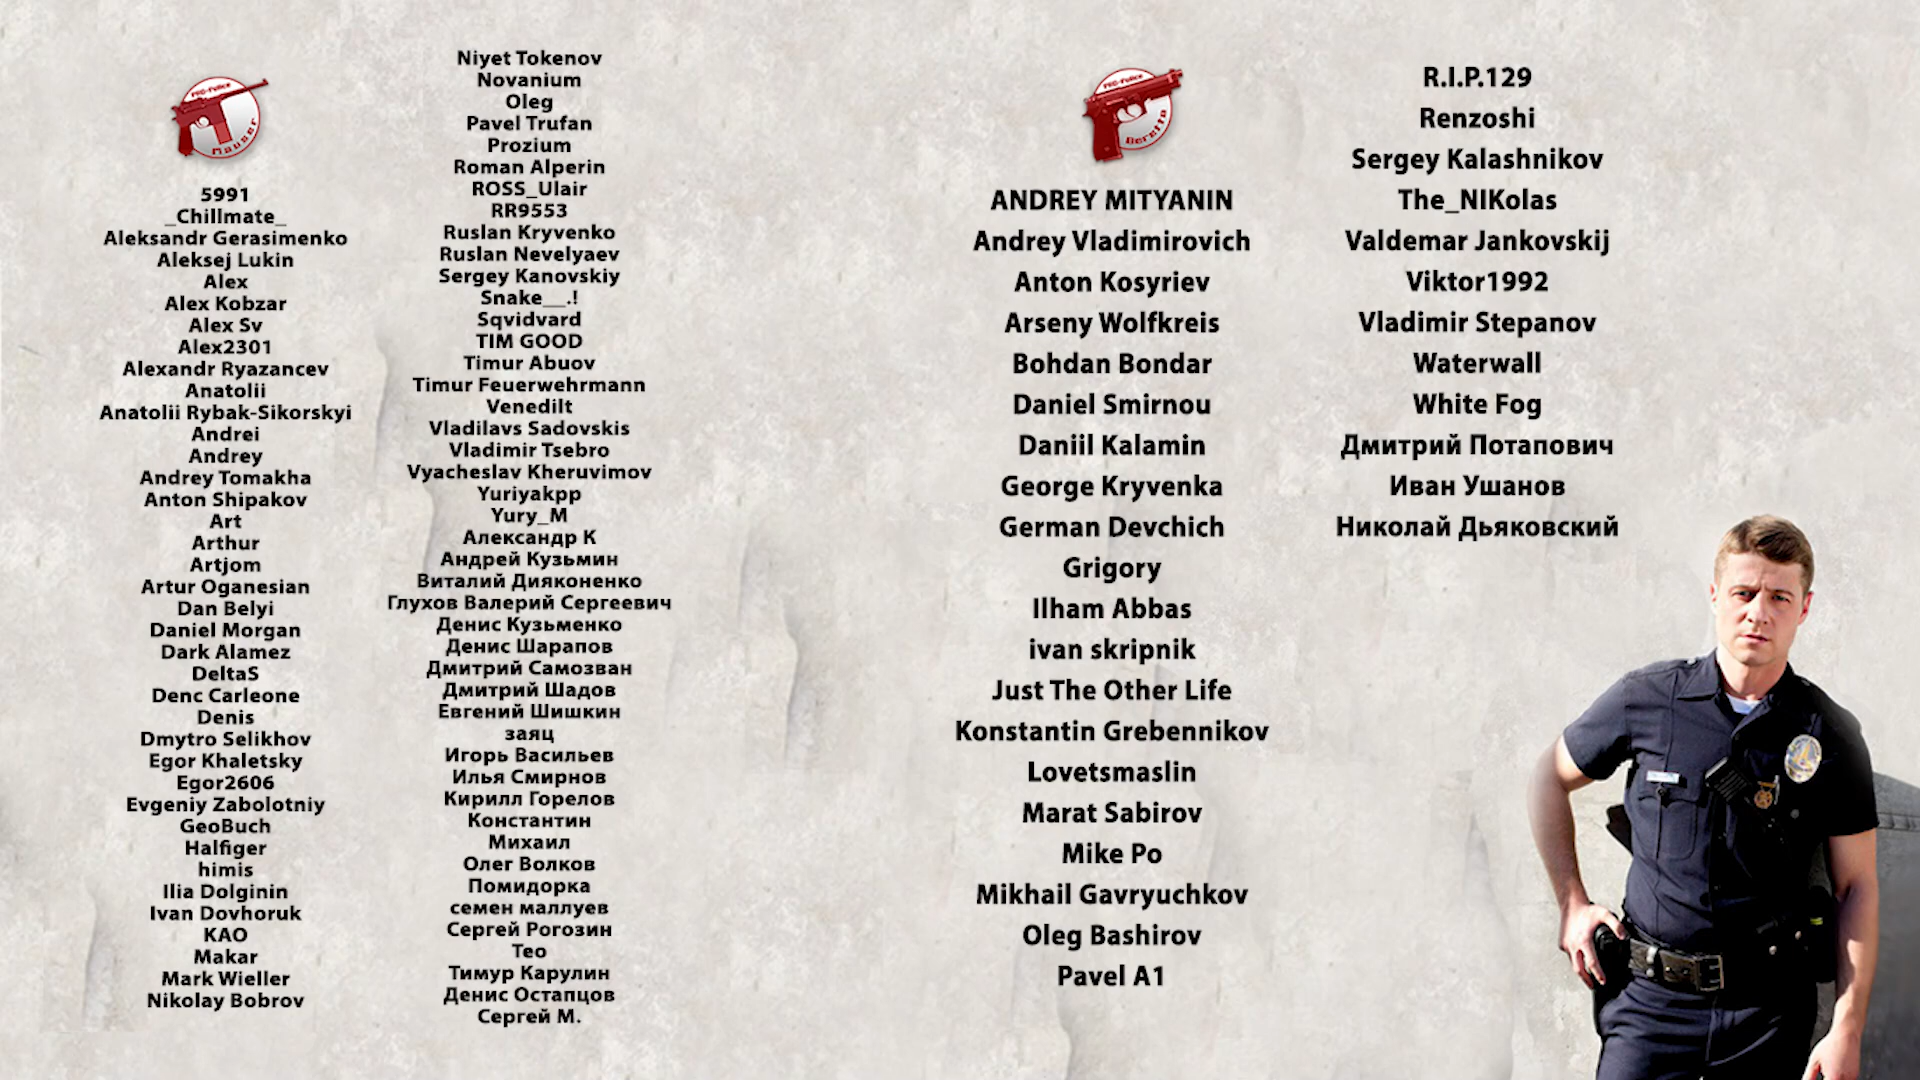 PRO-Police
Mauser
5991
_Chillmate_
Aleksandr Gerasimenko
Aleksej Lukin
Alex
Alex Kobzar
Alex Sv
Alex2301
Alexandr Ryazancev
Anatolii
Anatolii Rybak-Sikorskyi
Andrei
Andrey
Andrey Tomakha
Anton Shipakov
Art
Arthur
Artjom
Artur Oganesian
Dan Belyi
Daniel Morgan
Dark Alamez
DeltaS
Denc Carleone
Denis
Dmytro Selikhov
Egor Khaletsky
Egor2606
Evgeniy Zabolotniy
GeoBuch
Halfiger
himis
Ilia Dolginin
Ivan Dovhoruk
KAO
Makar
Mark Wieller
Nikolay Bobrov
Niyet Tokenov
Novanium
Oleg
Pavel Trufan
Prozium
Roman Alperin
ROSS_Ulair
RR9553
Ruslan Kryvenko
Ruslan Nevelyaev
Sergey Kanovskiy
Snake__.!
Sqvidvard
TIM GOOD
Timur Abuov
Timur Feuerwehrmann
Venedilt
Vladilavs Sadovskis
Vladimir Tsebro
Vyacheslav Kheruvimov
Yuriyakpp
Yury_M
Александр К
Андрей Кузьмин
Виталий Дияконенко
Глухов Валерий Сергеевич
Денис Кузьменко
Денис Шарапов
Дмитрий Самозван
Дмитрий Шадов
Евгений Шишкин
заяц
Игорь Васильев
Илья Смирнов
Кирилл Горелов
Константин
Михаил
Олег Волков
Помидорка
семен маллуев
Сергей Рогозин
Тео
Тимур Карулин
Денис Остапцов
Сергей М.
PRO-Police
Beretta
ANDREY MITYANIN
Andrey Vladimirovich
Anton Kosyriev
Arseny Wolfkreis
Bohdan Bondar
Daniel Smirnou
Daniil Kalamin
George Kryvenka
German Devchich
Grigory
Ilham Abbas
ivan skripnik
Just The Other Life
Konstantin Grebennikov
Lovetsmaslin
Marat Sabirov
Mike Po
Mikhail Gavryuchkov
Oleg Bashirov
Pavel A1
R.I.P.129
Renzoshi
Sergey Kalashnikov
The_NIKolas
Valdemar Jankovskij
Viktor1992
Vladimir Stepanov
Waterwall
White Fog
Дмитрий Потапович
Иван Ушанов
Николай Дьяковский